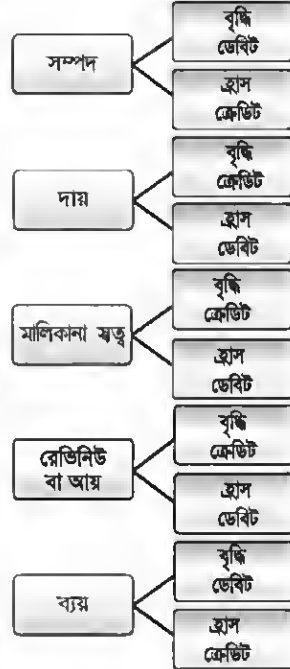 সম্পদ
বৃদ্ধি
ডেবিট
হ্রাস
ক্রেডিট
দায়
বৃদ্ধি
ক্রেডিট
হ্রাস
ডেবিট
মালিকানা স্বত্ব
বৃদ্ধি
ক্রেডিট
হ্রাস
ডেবিট
রেভিনিউ
বা আয়
বৃদ্ধি
ক্রেডিট
হ্রাস
ডেবিট
ব্যয়
বৃদ্ধি
ডেবিট
হ্রাস
ক্রেডিট